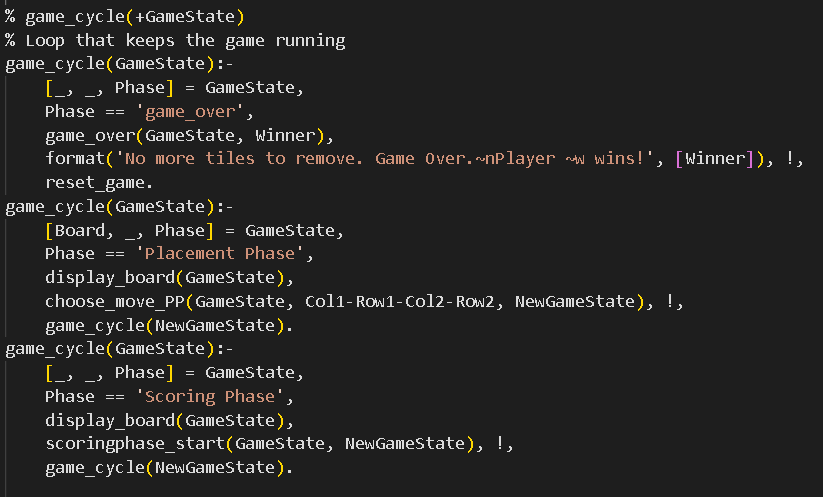 % game_cycle(+GameState)
% Loop that keeps the game running
game_cycle(GameState):-
    [_, _, Phase] = GameState,
    Phase == 'game_over',
    game_over(GameState, Winner),
    format('No more tiles to remove. Game Over.~nPlayer ~w wins!', [Winner]), !,
    reset_game.
game_cycle(GameState):-
    [Board, _, Phase] = GameState,
    Phase == 'Placement Phase',
    display_board(GameState),
    choose_move_PP(GameState, Col1-Row1-Col2-Row2, NewGameState), !,
    game_cycle(NewGameState).
game_cycle(GameState):-
    [_, _, Phase] = GameState,
    Phase == 'Scoring Phase',
    display_board(GameState),
    scoringphase_start(GameState, NewGameState), !,
    game_cycle(NewGameState).